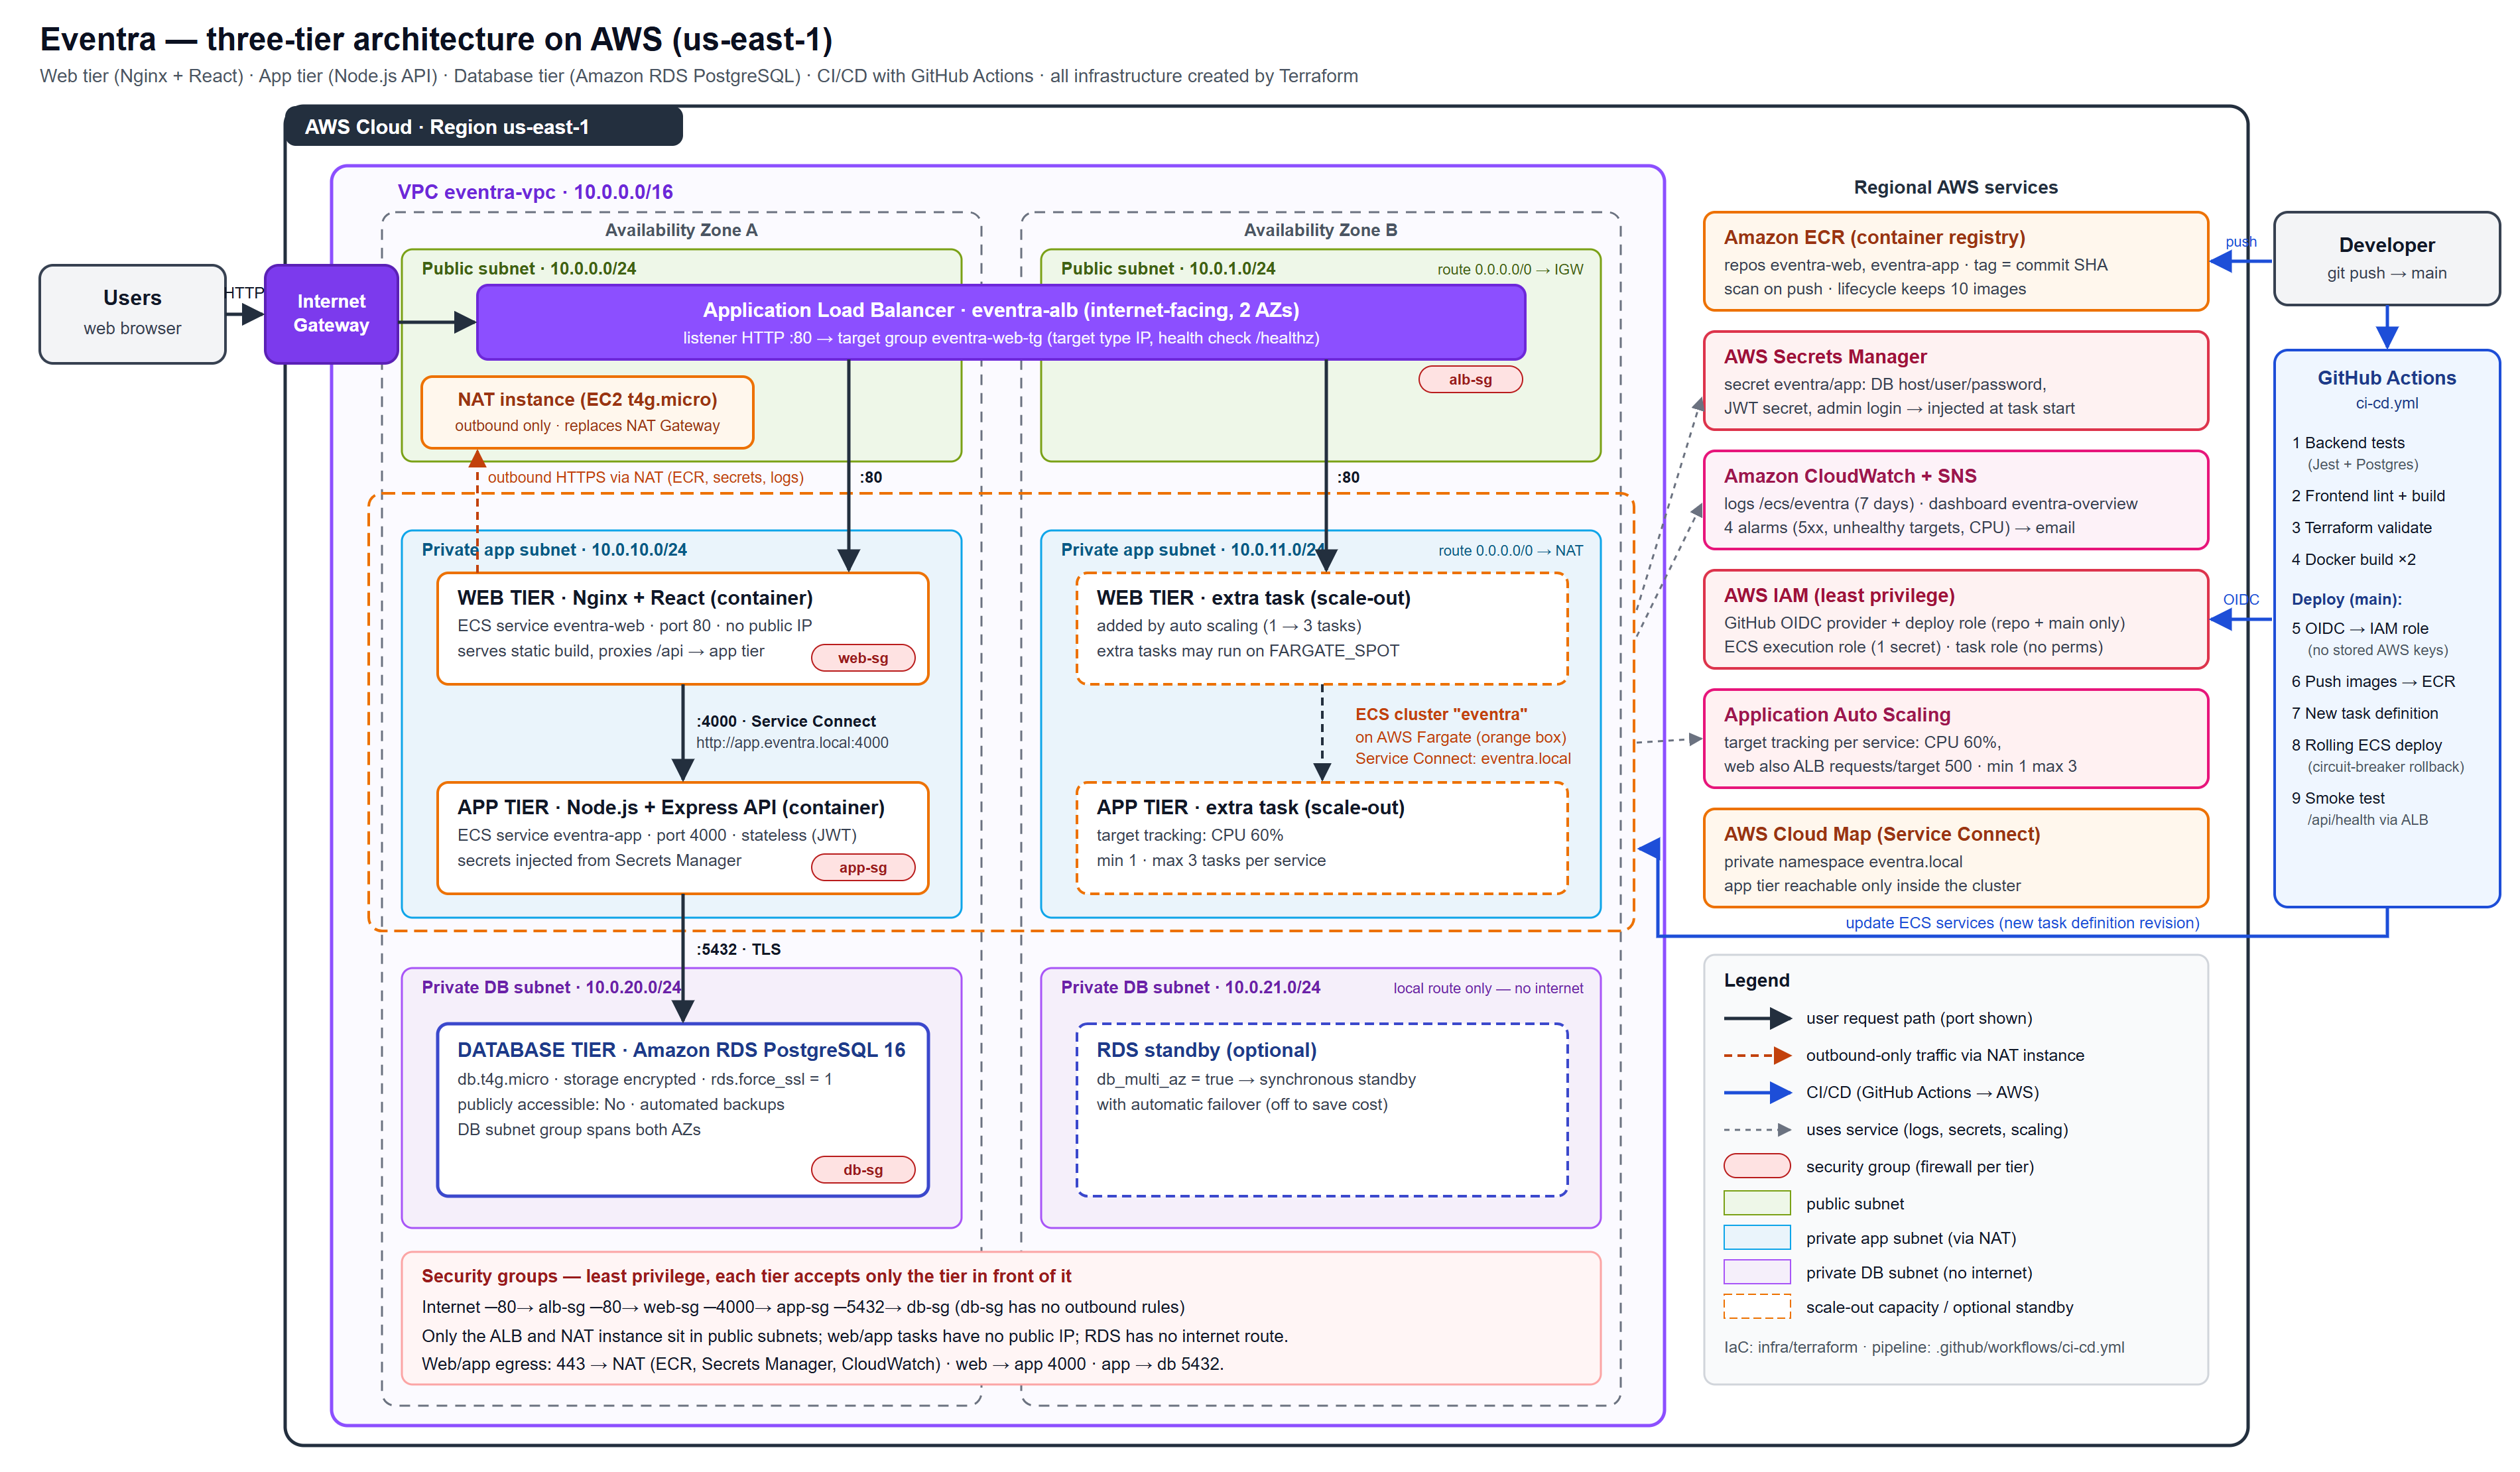 Eventra — three-tier architecture on AWS (us-east-1)
Web tier (Nginx + React) · App tier (Node.js API) · Database tier (Amazon RDS PostgreSQL) · CI/CD with GitHub Actions · all infrastructure created by Terraform
AWS Cloud · Region us-east-1
VPC eventra-vpc · 10.0.0.0/16
Users
web browser
HTTP
Internet
Gateway
Availability Zone A
Availability Zone B
Public subnet · 10.0.0.0/24
Public subnet · 10.0.1.0/24
route 0.0.0.0/0 → IGW
Application Load Balancer · eventra-alb (internet-facing, 2 AZs)
listener HTTP :80 → target group eventra-web-tg (target type IP, health check /healthz)
alb-sg
NAT instance (EC2 t4g.micro)
outbound only · replaces NAT Gateway
outbound HTTPS via NAT (ECR, secrets, logs)
:80
:80
Private app subnet · 10.0.10.0/24
Private app subnet · 10.0.11.0/24
route 0.0.0.0/0 → NAT
WEB TIER · Nginx + React (container)
ECS service eventra-web · port 80 · no public IP
serves static build, proxies /api → app tier
web-sg
WEB TIER · extra task (scale-out)
added by auto scaling (1 → 3 tasks)
extra tasks may run on FARGATE_SPOT
:4000 · Service Connect
http://app.eventra.local:4000
ECS cluster "eventra"
on AWS Fargate (orange box)
Service Connect: eventra.local
APP TIER · Node.js + Express API (container)
ECS service eventra-app · port 4000 · stateless (JWT)
secrets injected from Secrets Manager
app-sg
APP TIER · extra task (scale-out)
target tracking: CPU 60%
min 1 · max 3 tasks per service
:5432 · TLS
Private DB subnet · 10.0.20.0/24
Private DB subnet · 10.0.21.0/24
local route only — no internet
DATABASE TIER · Amazon RDS PostgreSQL 16
db.t4g.micro · storage encrypted · rds.force_ssl = 1
publicly accessible: No · automated backups
DB subnet group spans both AZs
db-sg
RDS standby (optional)
db_multi_az = true → synchronous standby
with automatic failover (off to save cost)
Security groups — least privilege, each tier accepts only the tier in front of it
Internet —80→ alb-sg —80→ web-sg —4000→ app-sg —5432→ db-sg (db-sg has no outbound rules)
Only the ALB and NAT instance sit in public subnets; web/app tasks have no public IP; RDS has no internet route.
Web/app egress: 443 → NAT (ECR, Secrets Manager, CloudWatch) · web → app 4000 · app → db 5432.
Regional AWS services
Amazon ECR (container registry)
repos eventra-web, eventra-app · tag = commit SHA
scan on push · lifecycle keeps 10 images
AWS Secrets Manager
secret eventra/app: DB host/user/password,
JWT secret, admin login → injected at task start
Amazon CloudWatch + SNS
logs /ecs/eventra (7 days) · dashboard eventra-overview
4 alarms (5xx, unhealthy targets, CPU) → email
AWS IAM (least privilege)
GitHub OIDC provider + deploy role (repo + main only)
ECS execution role (1 secret) · task role (no perms)
Application Auto Scaling
target tracking per service: CPU 60%,
web also ALB requests/target 500 · min 1 max 3
AWS Cloud Map (Service Connect)
private namespace eventra.local
app tier reachable only inside the cluster
update ECS services (new task definition revision)
push
OIDC
Developer
git push → main
GitHub Actions
ci-cd.yml
1 Backend tests
(Jest + Postgres)
2 Frontend lint + build
3 Terraform validate
4 Docker build ×2
Deploy (main):
5 OIDC → IAM role
(no stored AWS keys)
6 Push images → ECR
7 New task definition
8 Rolling ECS deploy
(circuit-breaker rollback)
9 Smoke test
/api/health via ALB
Legend
user request path (port shown)
outbound-only traffic via NAT instance
CI/CD (GitHub Actions → AWS)
uses service (logs, secrets, scaling)
security group (firewall per tier)
public subnet
private app subnet (via NAT)
private DB subnet (no internet)
scale-out capacity / optional standby
IaC: infra/terraform · pipeline: .github/workflows/ci-cd.yml